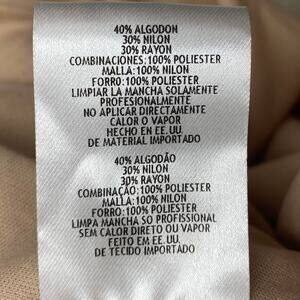 40% ALGODON
30% NILON
30% RAYON
COMBINACIONES: 100% POLIESTER
MALLA: 100% NILON
FORRO: 100% POLIESTER
LIMPIAR LA MANCHA SOLAMENTE
PROFESIONALMENTE
NO APLICAR DIRECTAMENTE
CALOR O VAPOR
HECHO EN EE. UU.
DE MATERIAL IMPORTADO
40% ALGODÃO
30% NILON
30% RAYON
COMBINAÇÃO: 100% POLIESTER
MALLA: 100% NILON
FORRO: 100% POLIESTER
LIMPA MANCHA SO PROFISSIONAL
SEM CALOR DIRETO OU VAPOR
FEITO EM EE. UU.
DE TECIDO IMPORTADO